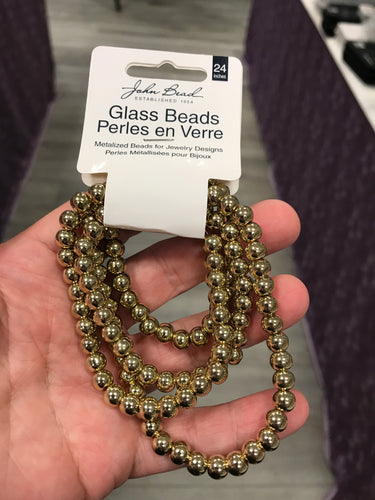 24
inches
John Bead
ESTABLISHED 1954
Glass Beads
Perles en Verre
Metalized Beads for Jewelry Designs
Perles Métallisées pour Bijoux